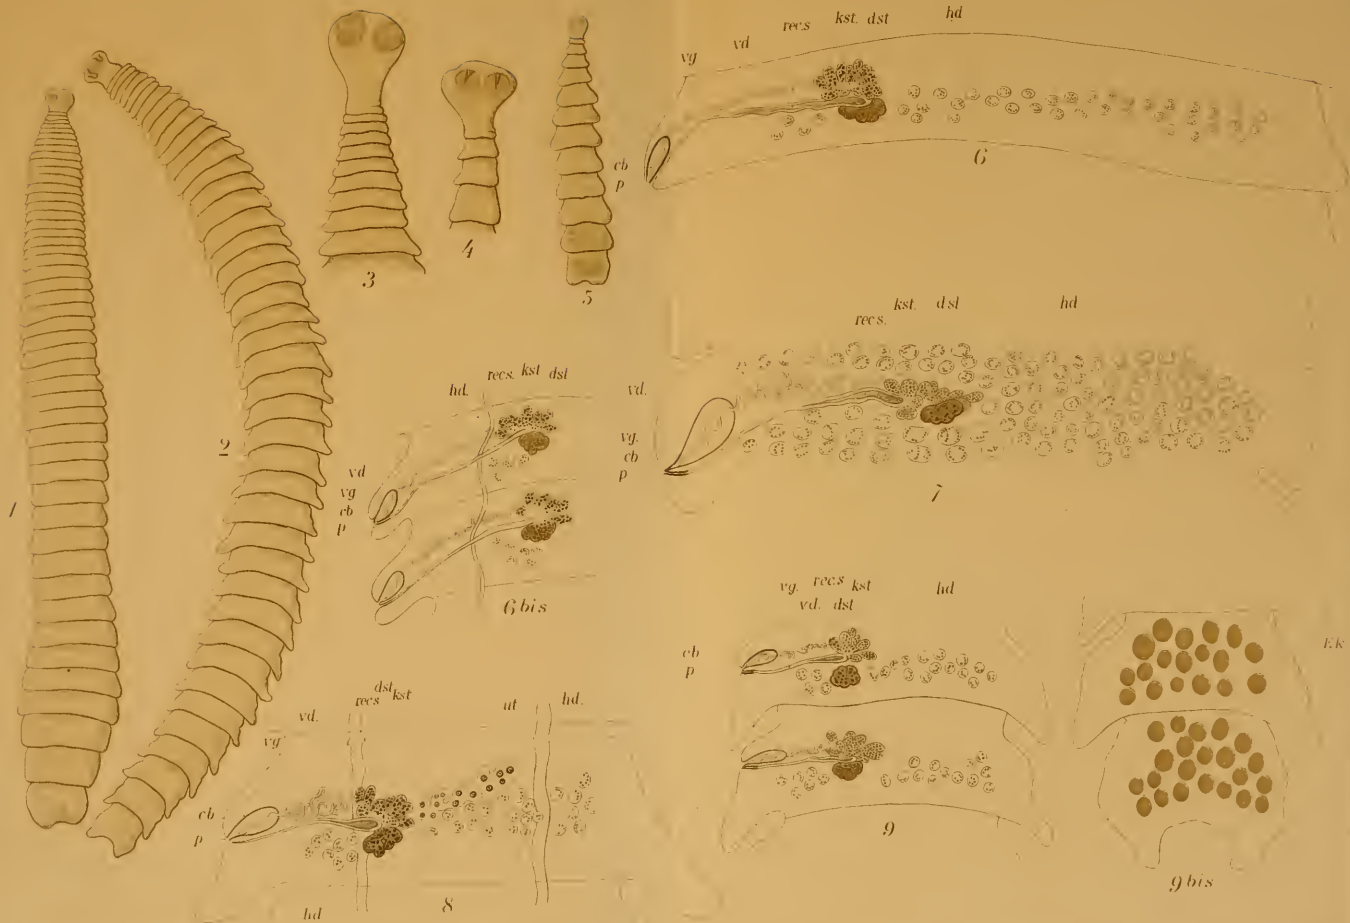 1
2
3
4
5
vg vd recs kst. dst hd
cb
p
6
hd. recs. kst dst
vd
vg
cb
p
6 bis
kst. dst hd
recs.
vd.
vg.
cb
p
7
vd. recs dst kst ut hd.
vg
cb
p
hd
8
vg. recs kst hd
vd. dst
cb
p
9
9 bis